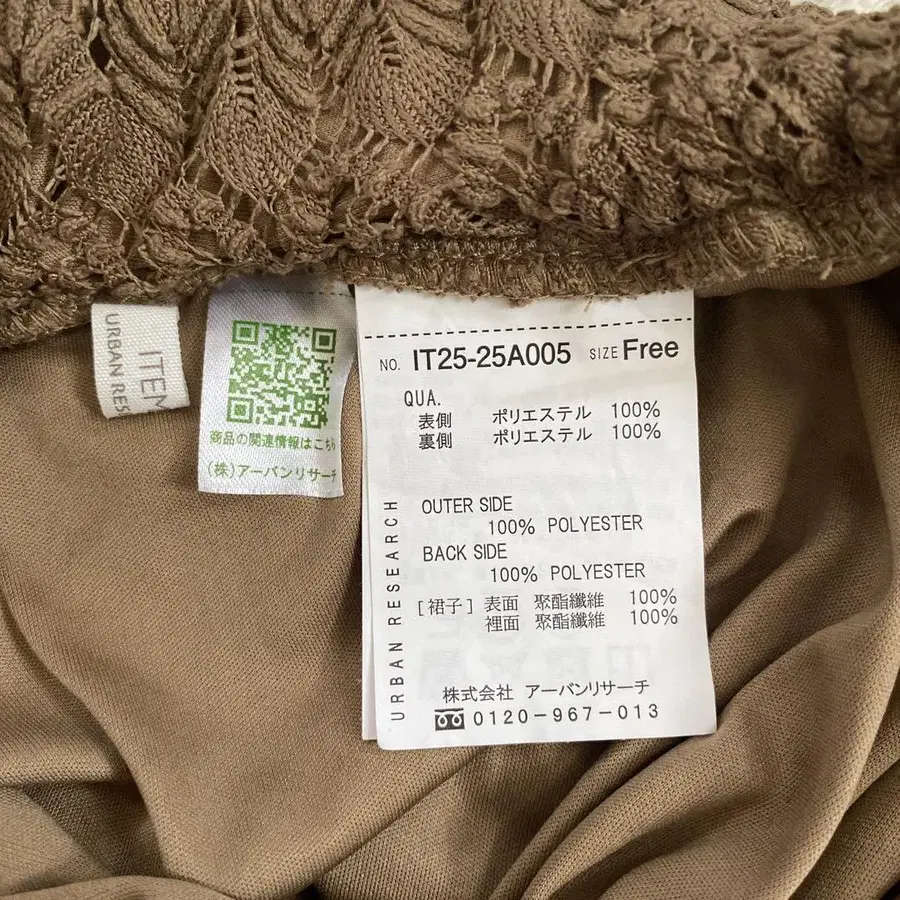 ITEM
URBAN RES
商品の関連情報はこちら
(株)アーバンリサーチ
NO. IT25-25A005 SIZE Free
QUA.
表側 ポリエステル 100%
裏側 ポリエステル 100%
OUTER SIDE
100% POLYESTER
BACK SIDE
100% POLYESTER
[裙子] 表面 聚酯纖維 100%
裡面 聚酯纖維 100%
URBAN RESEARCH
株式会社 アーバンリサーチ
0120-967-013